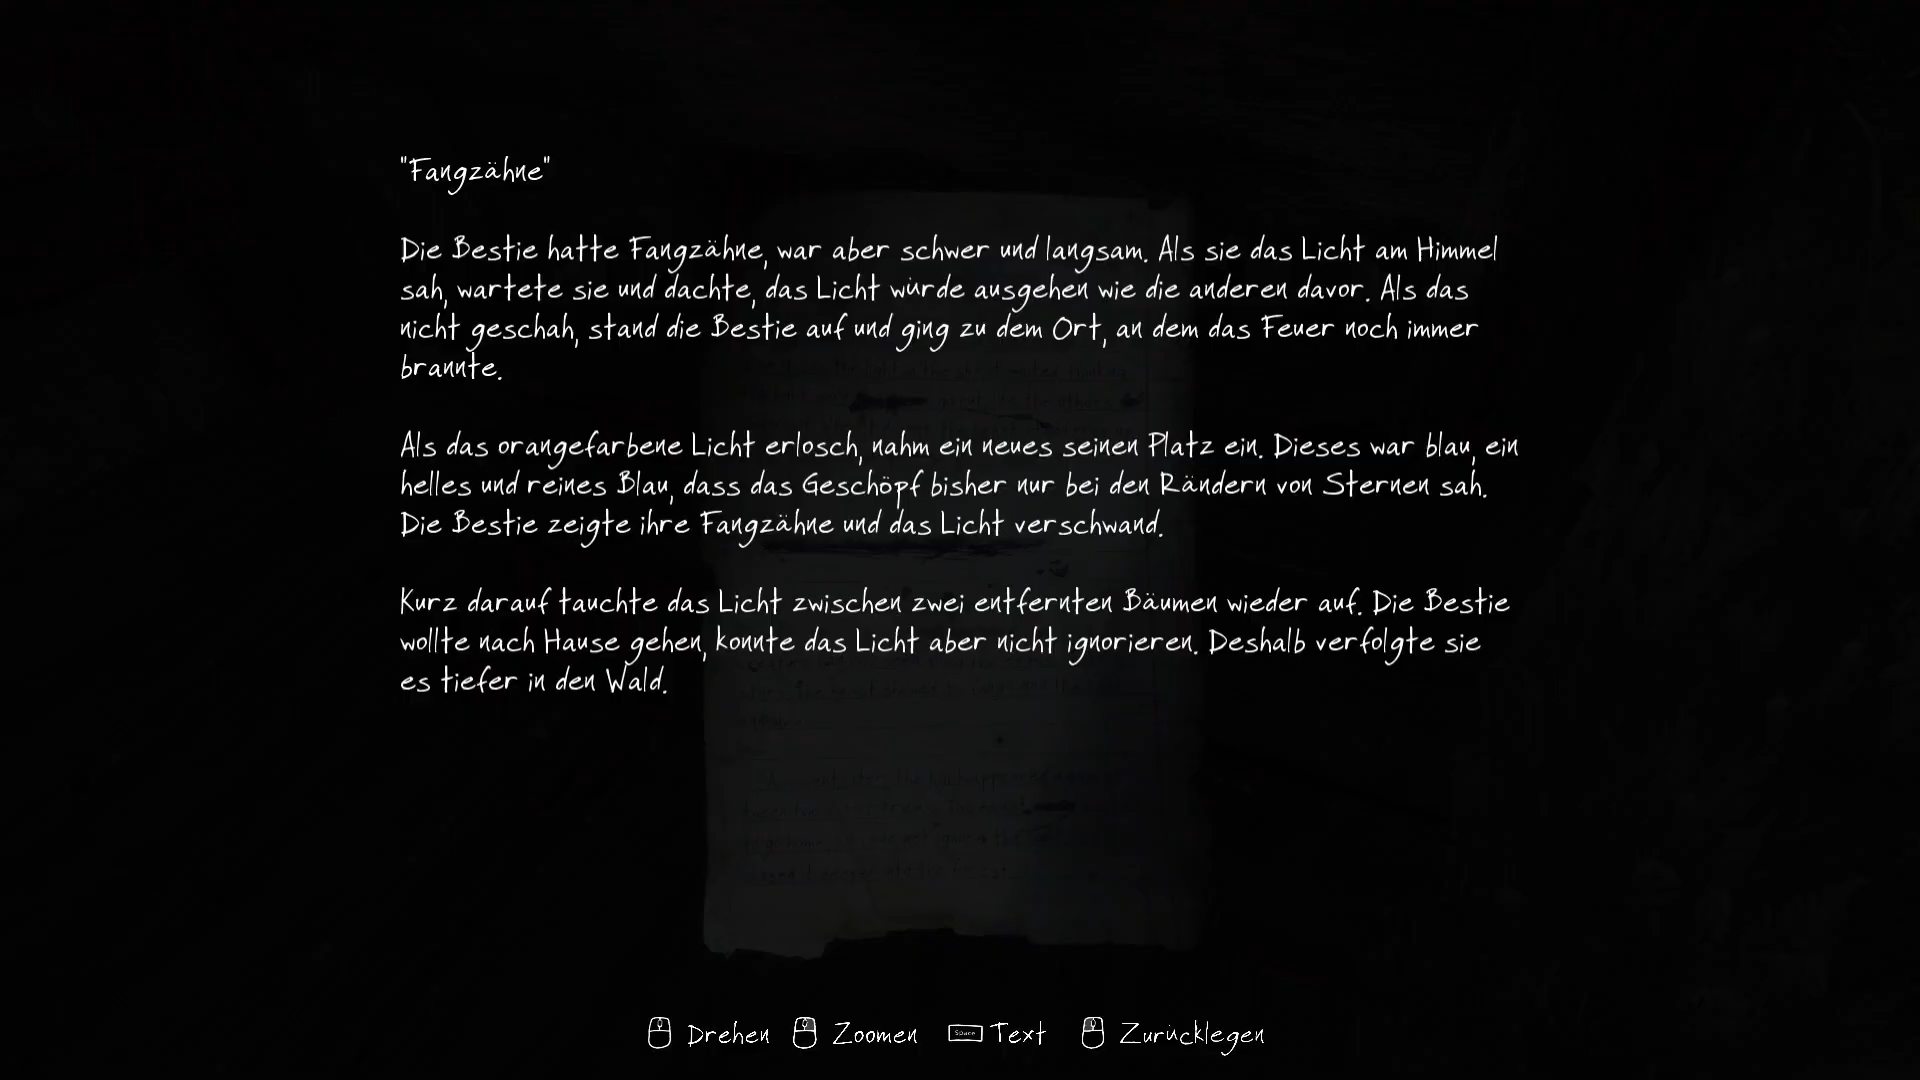 "Fangzähne"
Die Bestie hatte Fangzähne, war aber schwer und langsam. Als sie das Licht am Himmel
sah, wartete sie und dachte, das Licht würde ausgehen wie die anderen davor. Als das
nicht geschah, stand die Bestie auf und ging zu dem Ort, an dem das Feuer noch immer
brannte.
Als das orangefarbene Licht erlosch, nahm ein neues seinen Platz ein. Dieses war blau, ein
helles und reines Blau, dass das Geschöpf bisher nur bei den Rändern von Sternen sah.
Die Bestie zeigte ihre Fangzähne und das Licht verschwand.
Kurz darauf tauchte das Licht zwischen zwei entfernten Bäumen wieder auf. Die Bestie
wollte nach Hause gehen, konnte das Licht aber nicht ignorieren. Deshalb verfolgte sie
es tiefer in den Wald.
Drehen Zoomen Space Text Zurücklegen